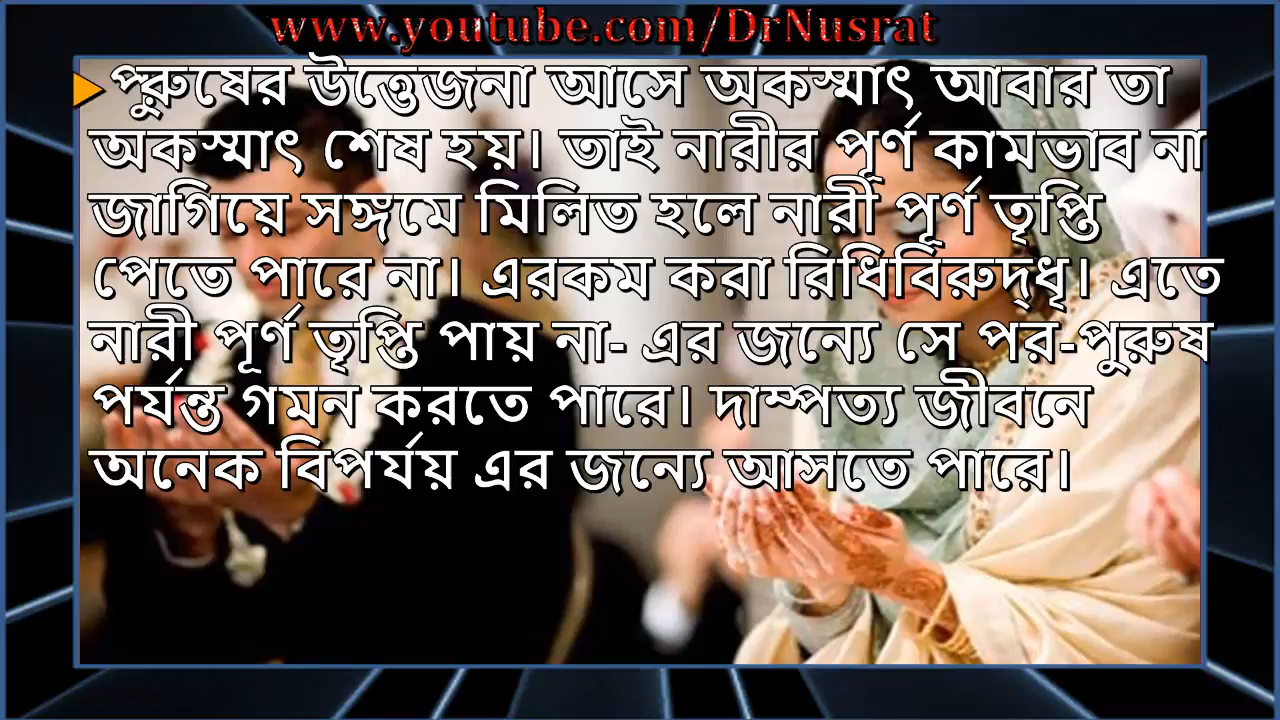 www.youtube.com/DrNusrat
পুরুষের উত্তেজনা আসে অকস্মাৎ আবার তা
অকস্মাৎ শেষ হয়। তাই নারীর পূর্ণ কামভাব না
জাগিয়ে সঙ্গমে মিলিত হলে নারী পূর্ণ তৃপ্তি
পেতে পারে না। এরকম করা রিধিবিরুদ্ধৃ। এতে
নারী পূর্ণ তৃপ্তি পায় না- এর জন্যে সে পর-পুরুষ
পর্যন্ত গমন করতে পারে। দাম্পত্য জীবনে
অনেক বিপর্যয় এর জন্যে আসতে পারে।